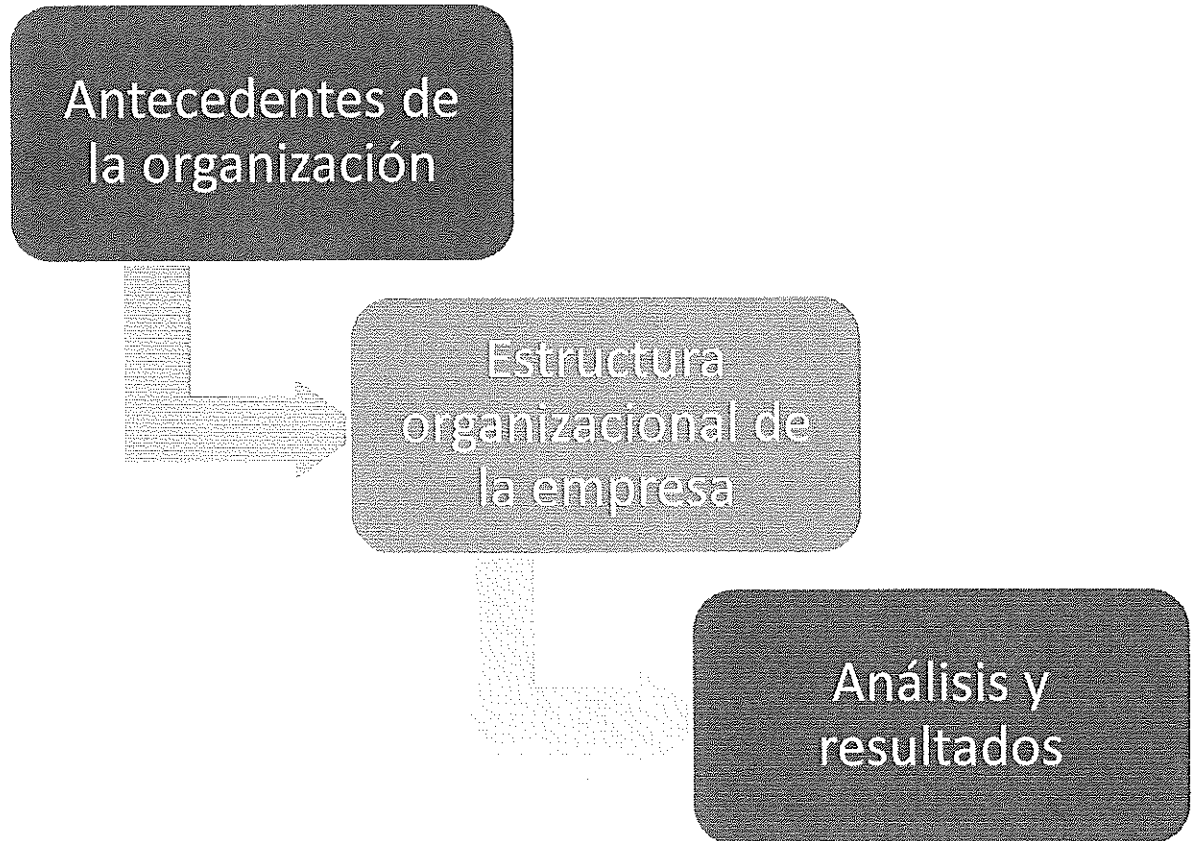 Antecedentes de
la organización
Estructura
organizacional de
la empresa
Análisis y
resultados